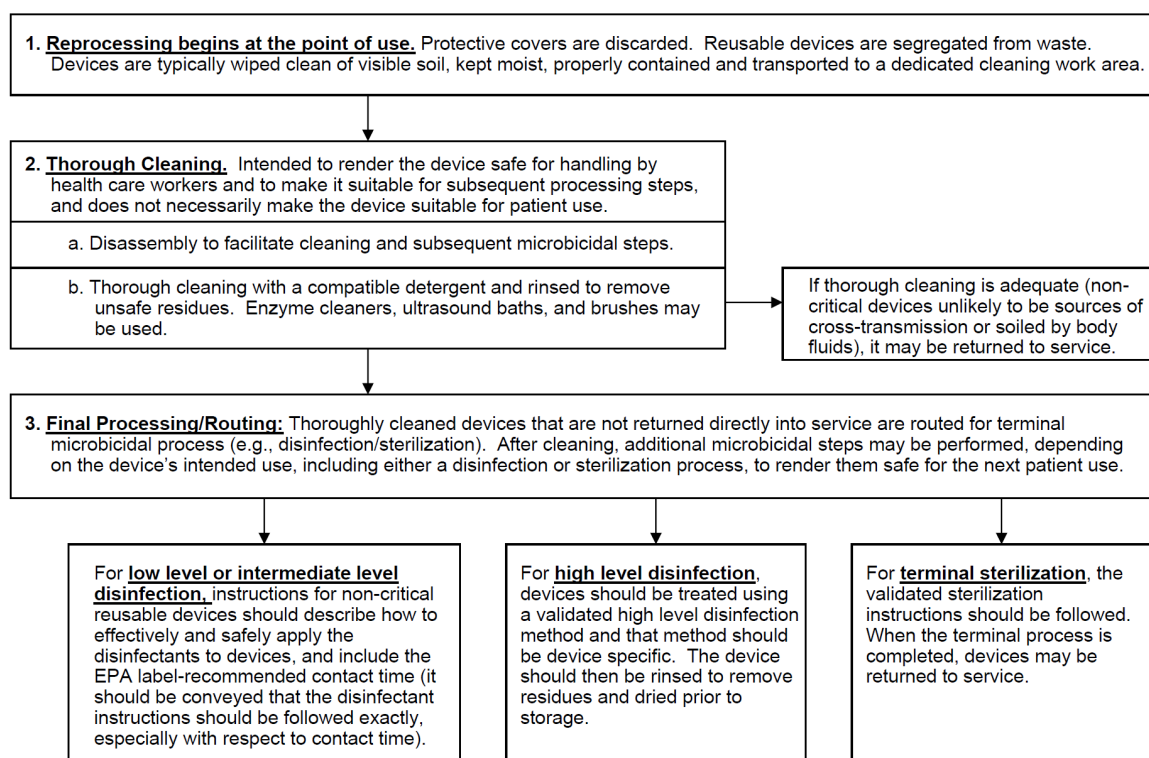 1. Reprocessing begins at the point of use. Protective covers are discarded. Reusable devices are segregated from waste.
Devices are typically wiped clean of visible soil, kept moist, properly contained and transported to a dedicated cleaning work area.
2. Thorough Cleaning. Intended to render the device safe for handling by
health care workers and to make it suitable for subsequent processing steps,
and does not necessarily make the device suitable for patient use.
a. Disassembly to facilitate cleaning and subsequent microbicidal steps.
b. Thorough cleaning with a compatible detergent and rinsed to remove
unsafe residues. Enzyme cleaners, ultrasound baths, and brushes may
be used.
If thorough cleaning is adequate (non-
critical devices unlikely to be sources of
cross-transmission or soiled by body
fluids), it may be returned to service.
3. Final Processing/Routing: Thoroughly cleaned devices that are not returned directly into service are routed for terminal
microbicidal process (e.g., disinfection/sterilization). After cleaning, additional microbicidal steps may be performed, depending
on the device's intended use, including either a disinfection or sterilization process, to render them safe for the next patient use.
For low level or intermediate level
disinfection, instructions for non-critical
reusable devices should describe how to
effectively and safely apply the
disinfectants to devices, and include the
EPA label-recommended contact time (it
should be conveyed that the disinfectant
instructions should be followed exactly,
especially with respect to contact time).
For high level disinfection,
devices should be treated using
a validated high level disinfection
method and that method should
be device specific. The device
should then be rinsed to remove
residues and dried prior to
storage.
For terminal sterilization, the
validated sterilization
instructions should be followed.
When the terminal process is
completed, devices may be
returned to service.